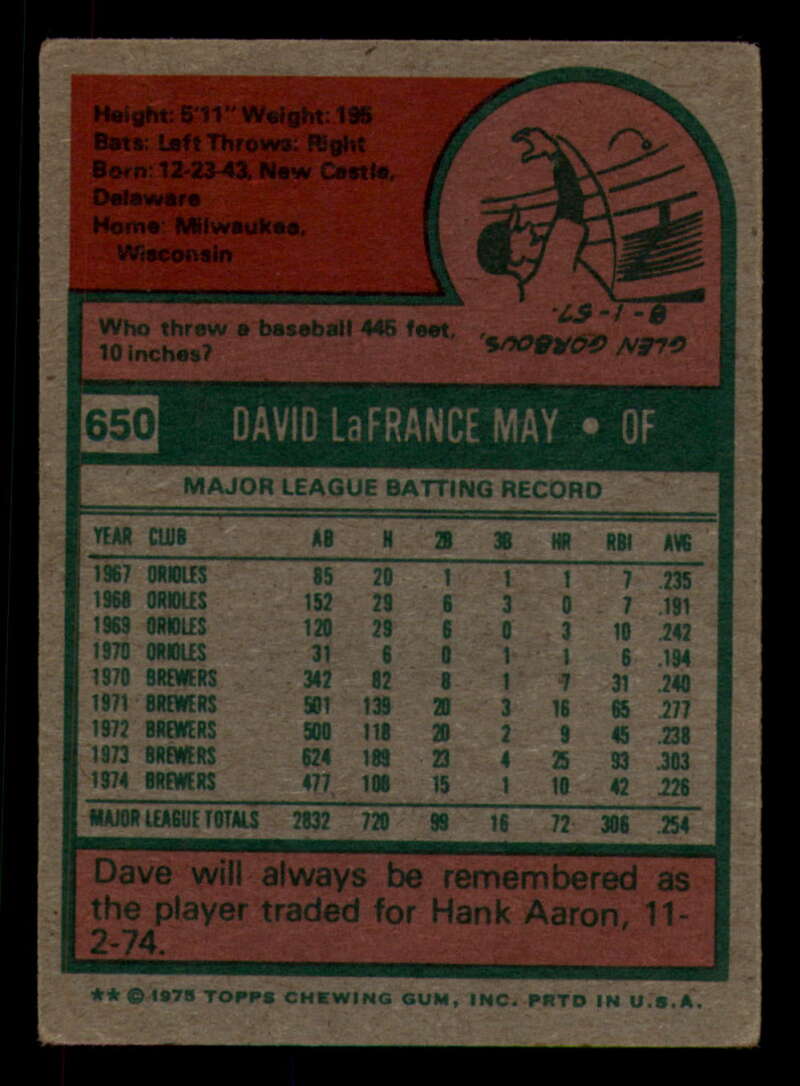 Height: 5'11" Weight: 195
Bats: Left Throws: Right
Born: 12-23-43, New Castle,
Delaware
Home: Milwaukee,
Wisconsin
Who threw a baseball 445 feet,
10 inches?
GLEN GORBOUS,
8-1-57.
650 DAVID LaFRANCE MAY • OF
MAJOR LEAGUE BATTING RECORD
YEAR CLUB AB H 2B 3B HR RBI AVG
1967 ORIOLES 85 20 1 1 1 7 .235
1968 ORIOLES 152 29 6 3 0 7 .191
1969 ORIOLES 120 29 6 0 3 10 .242
1970 ORIOLES 31 6 0 1 1 6 .194
1970 BREWERS 342 82 8 1 7 31 .240
1971 BREWERS 501 139 20 3 16 65 .277
1972 BREWERS 500 118 20 2 9 45 .238
1973 BREWERS 624 189 23 4 25 93 .303
1974 BREWERS 477 108 15 1 10 42 .226
MAJOR LEAGUE TOTALS 2832 720 99 16 72 306 .254
Dave will always be remembered as
the player traded for Hank Aaron, 11-
2-74.
** © 1975 TOPPS CHEWING GUM, INC. PRTD IN U.S.A.